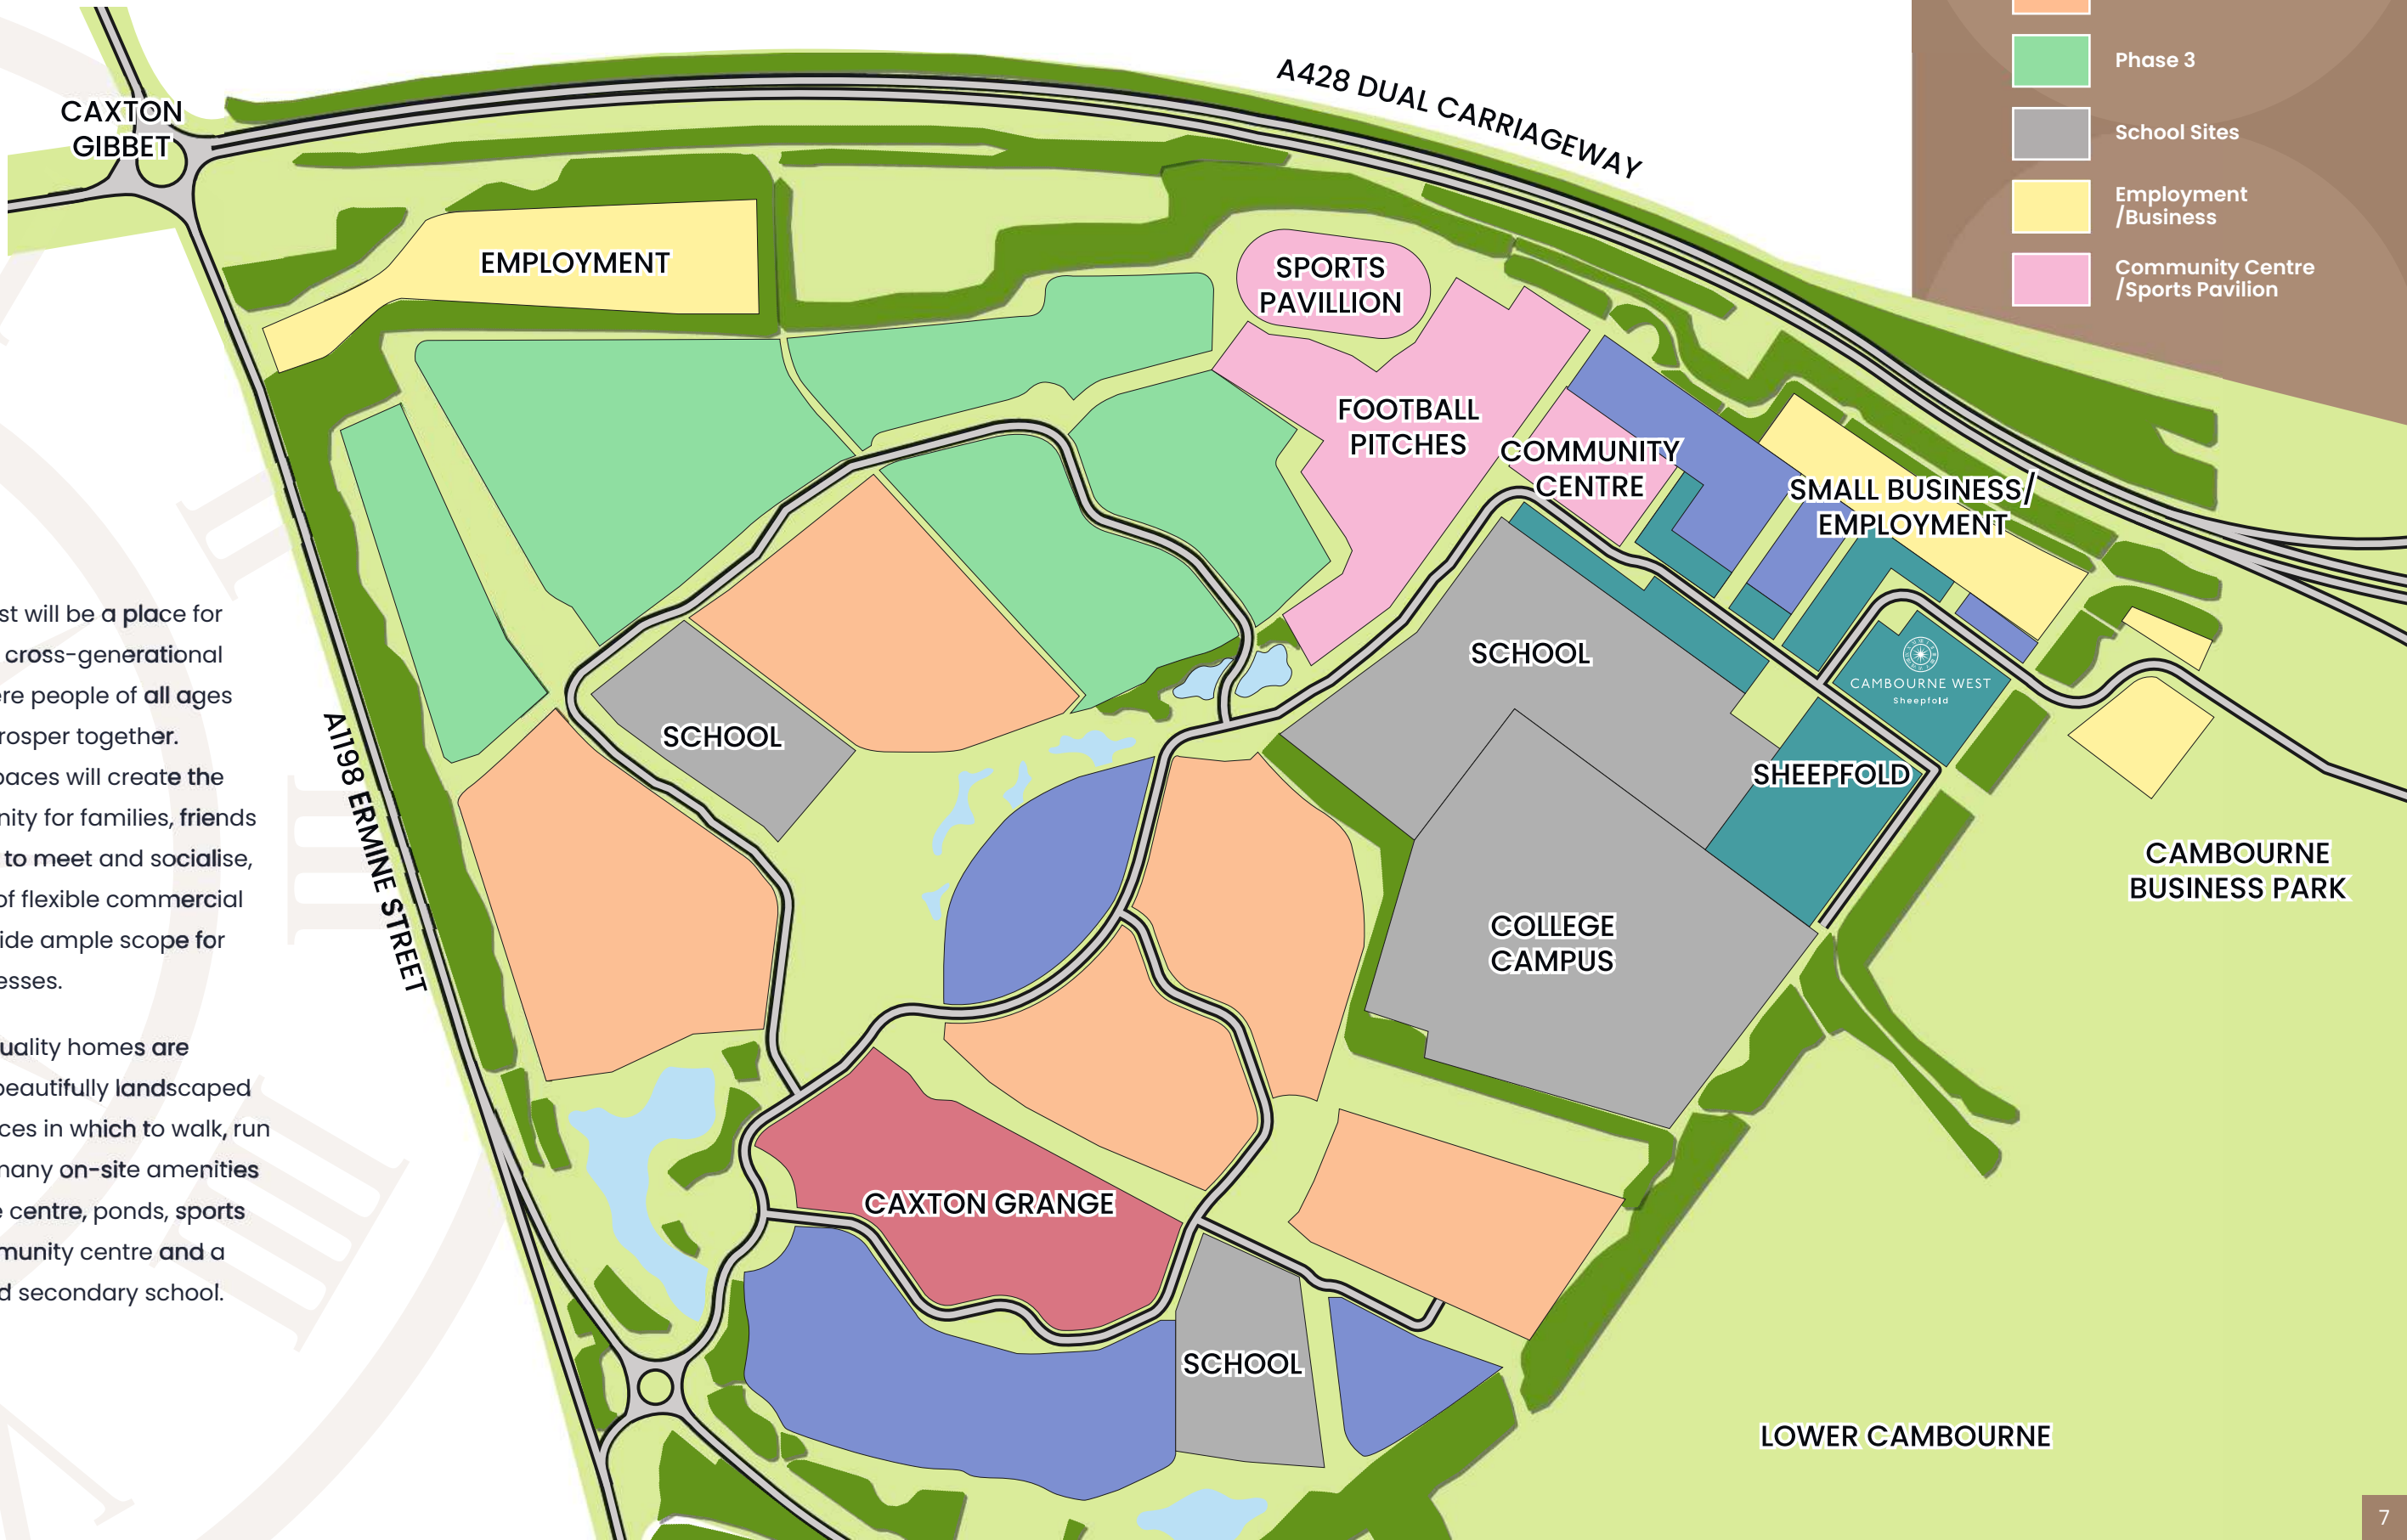 CAXTON
GIBBET
A428 DUAL CARRIAGEWAY
Phase 3
School Sites
Employment
/Business
Community Centre
/Sports Pavilion
EMPLOYMENT
SPORTS
PAVILLION
FOOTBALL
PITCHES
COMMUNITY
CENTRE
SMALL BUSINESS/
EMPLOYMENT
SCHOOL
CAMBOURNE WEST
Sheepfold
SCHOOL
SHEEPFOLD
A1198 ERMINE STREET
CAMBOURNE
BUSINESS PARK
COLLEGE
CAMPUS
CAXTON GRANGE
SCHOOL
LOWER CAMBOURNE
st will be a place for
cross-generational
ere people of all ages
rosper together.
paces will create the
nity for families, friends
to meet and socialise,
of flexible commercial
ide ample scope for
esses.
uality homes are
beautifully landscaped
ces in which to walk, run
many on-site amenities
e centre, ponds, sports
munity centre and a
d secondary school.
7